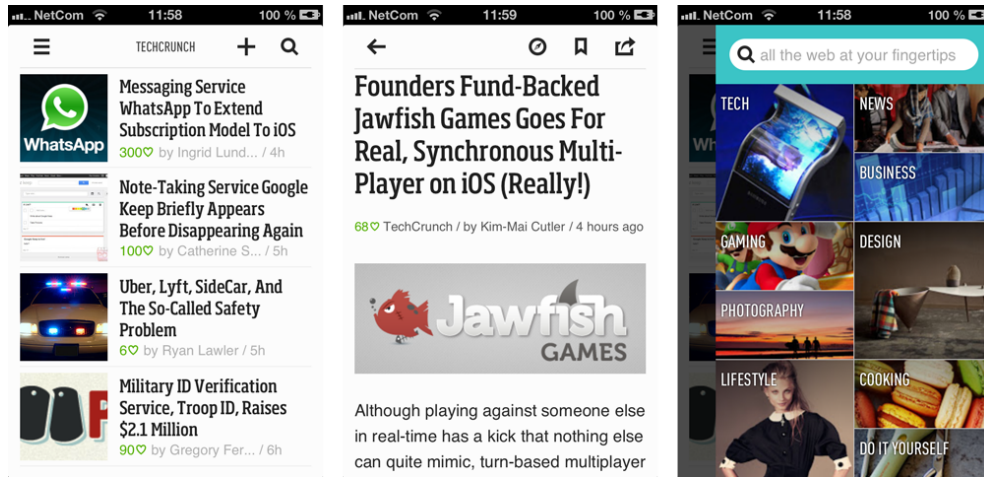 NetCom 11:58 100 %
TECHCRUNCH
WhatsApp
Messaging Service
WhatsApp To Extend
Subscription Model To iOS
300♡ by Ingrid Lund... / 4h
Note-Taking Service Google
Keep Briefly Appears
Before Disappearing Again
100♡ by Catherine S... / 5h
Uber, Lyft, SideCar, And
The So-Called Safety
Problem
6♡ by Ryan Lawler / 5h
Military ID Verification
Service, Troop ID, Raises
$2.1 Million
90♡ by Gregory Fer... / 6h
NetCom 11:59 100 %
Founders Fund-Backed
Jawfish Games Goes For
Real, Synchronous Multi-
Player on iOS (Really!)
68♡ TechCrunch / by Kim-Mai Cutler / 4 hours ago
Jawfish
GAMES
Although playing against someone else
in real-time has a kick that nothing else
can quite mimic, turn-based multiplayer
NetCom 11:58 100 %
all the web at your fingertips
TECH
NEWS
BUSINESS
GAMING
DESIGN
PHOTOGRAPHY
LIFESTYLE
COOKING
DO IT YOURSELF